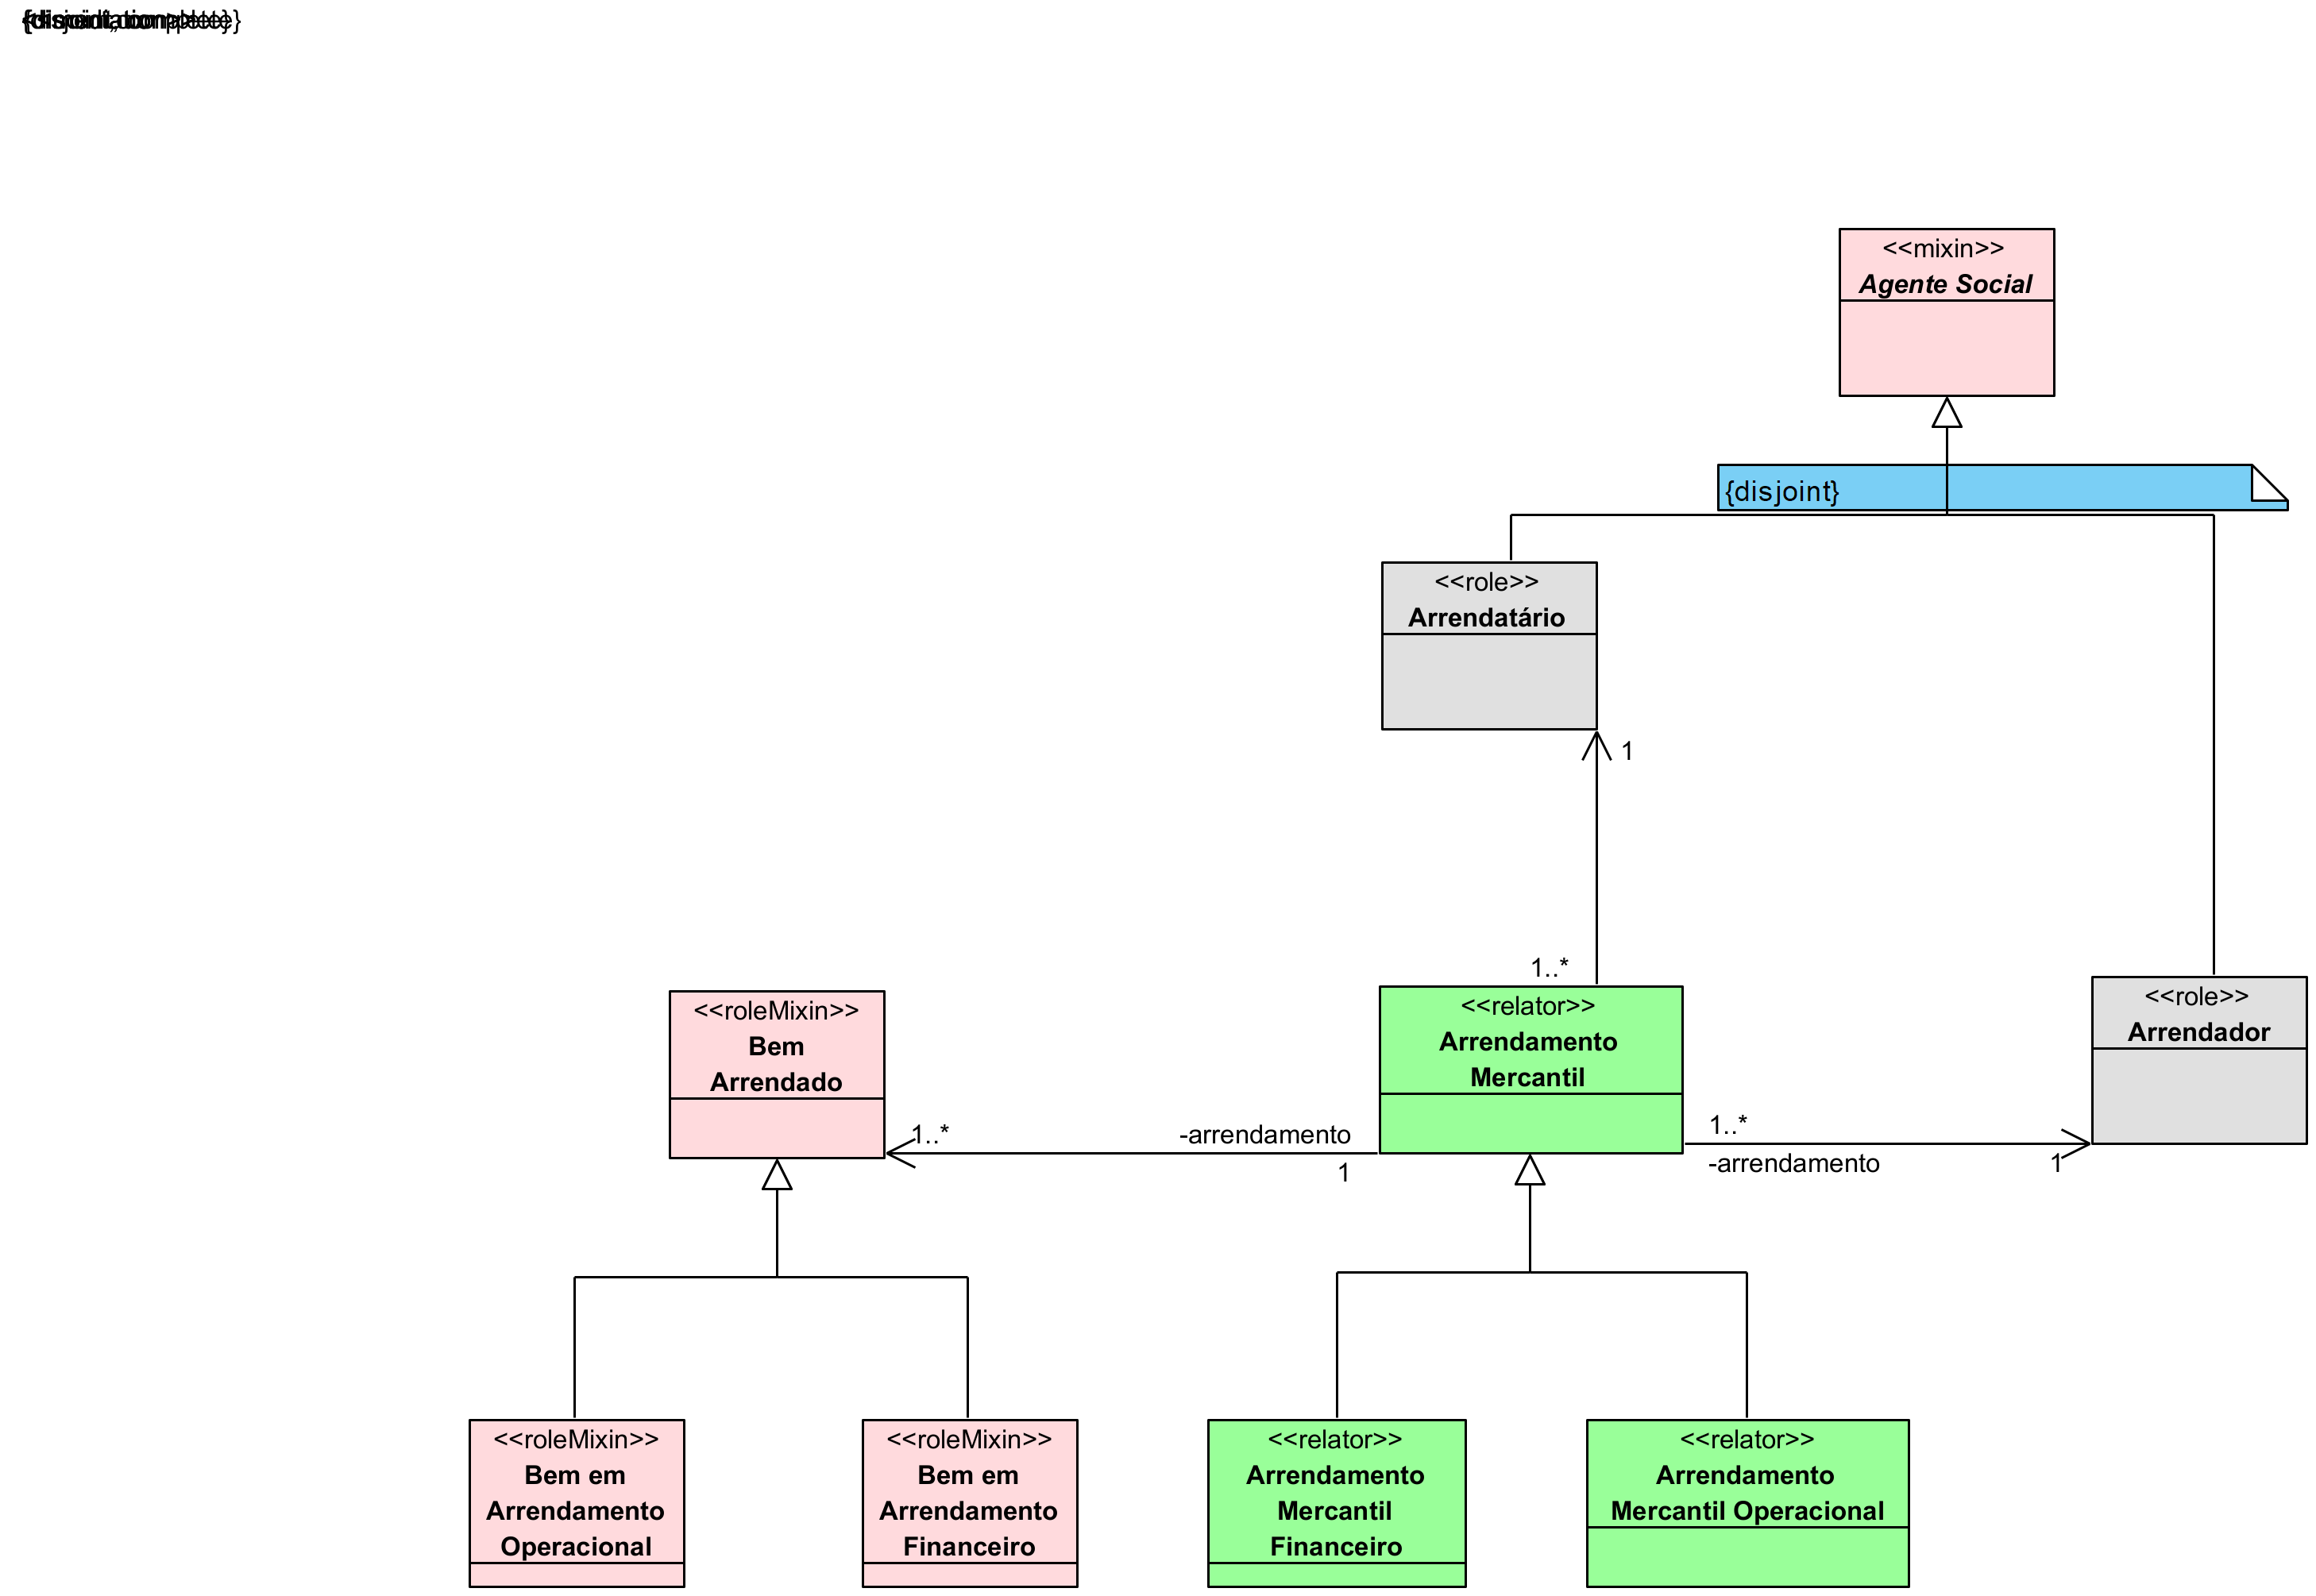 <<mixin>>
Agente Social
{disjoint}
<<role>>
Arrendatário
1
1..*
<<roleMixin>>
Bem
Arrendado
<<relator>>
Arrendamento
Mercantil
<<role>>
Arrendador
1..*
-arrendamento
1
1..*
-arrendamento
1
<<roleMixin>>
Bem em
Arrendamento
Operacional
<<roleMixin>>
Bem em
Arrendamento
Financeiro
<<relator>>
Arrendamento
Mercantil
Financeiro
<<relator>>
Arrendamento
Mercantil Operacional